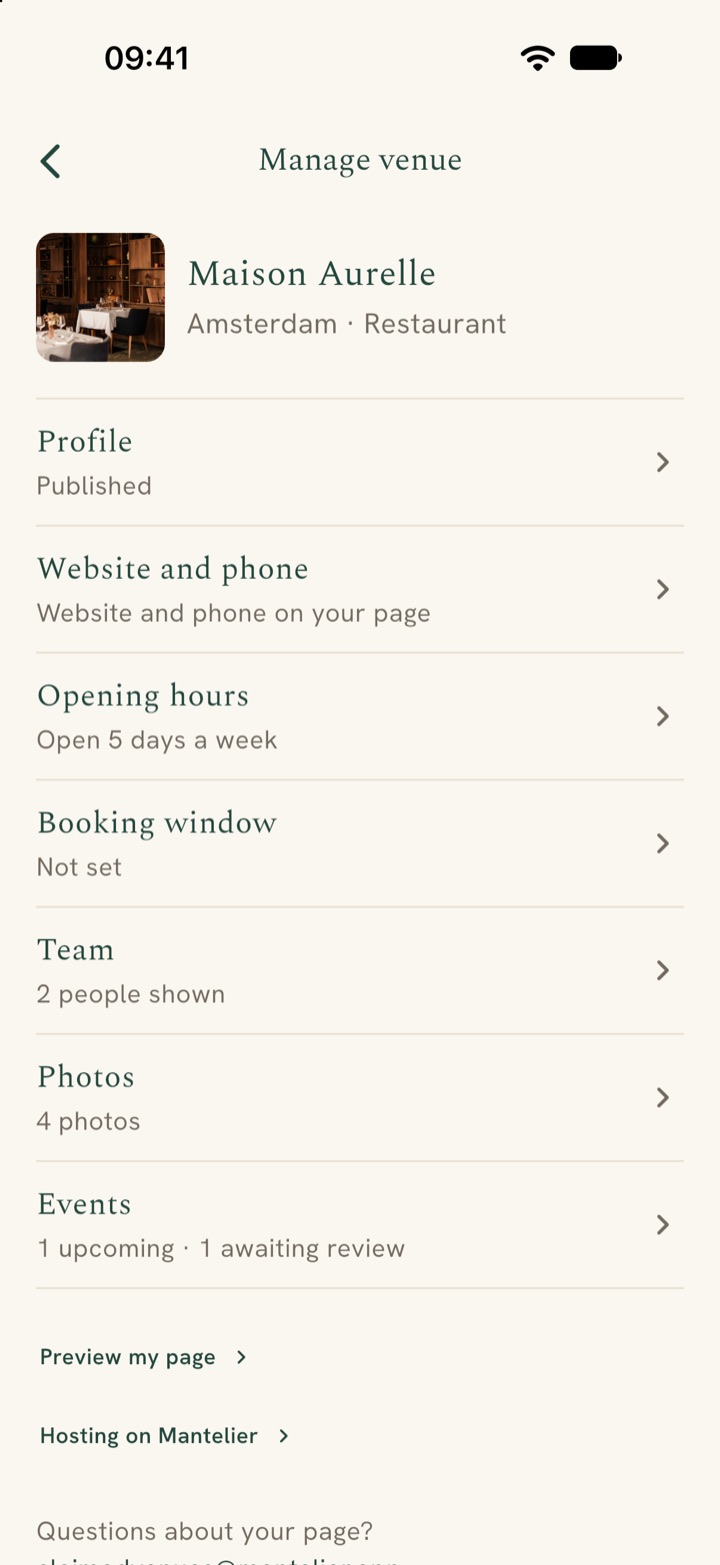 09:41
Manage venue
Maison Aurelle
Amsterdam · Restaurant
Profile
Published
Website and phone
Website and phone on your page
Opening hours
Open 5 days a week
Booking window
Not set
Team
2 people shown
Photos
4 photos
Events
1 upcoming · 1 awaiting review
Preview my page
Hosting on Mantelier
Questions about your page?